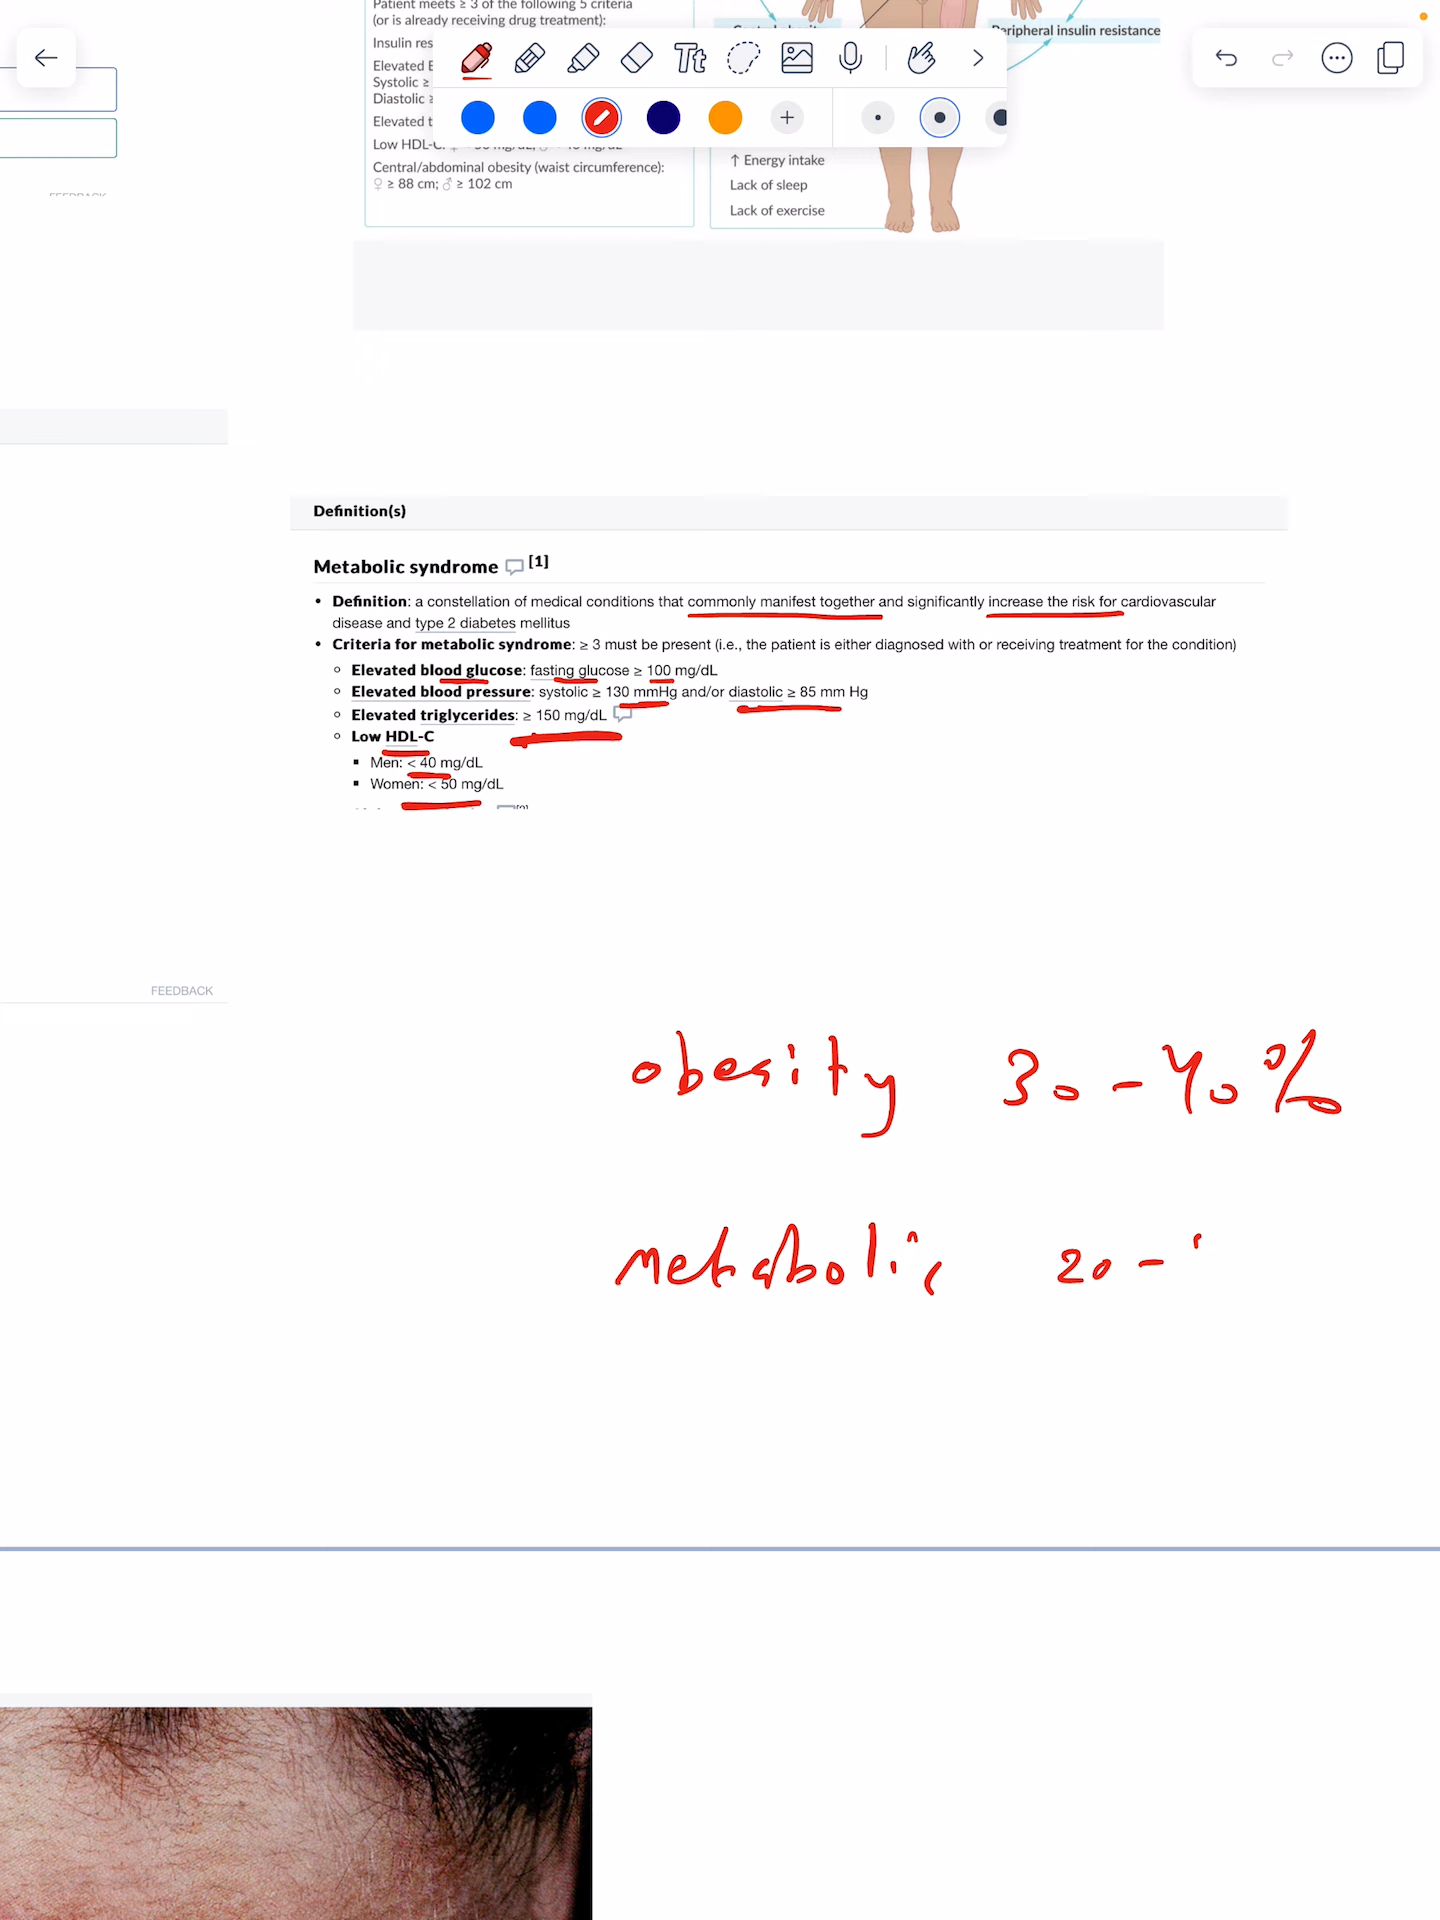 Patient meets ≥ 3 of the following 5 criteria
(or is already receiving drug treatment):
Insulin res
Elevated
Systolic ≥
Diastolic ≥
Elevated t
Low HDL-C:
Central/abdominal obesity (waist circumference):
♀ ≥ 88 cm; ♂ ≥ 102 cm
Peripheral insulin resistance
Tt
↑ Energy intake
Lack of sleep
Lack of exercise
Definition(s)
Metabolic syndrome [1]
• Definition: a constellation of medical conditions that commonly manifest together and significantly increase the risk for cardiovascular
disease and type 2 diabetes mellitus
• Criteria for metabolic syndrome: ≥ 3 must be present (i.e., the patient is either diagnosed with or receiving treatment for the condition)
Elevated blood glucose: fasting glucose ≥ 100 mg/dL
Elevated blood pressure: systolic ≥ 130 mmHg and/or diastolic ≥ 85 mm Hg
Elevated triglycerides: ≥ 150 mg/dL
Low HDL-C
▪ Men: < 40 mg/dL
▪ Women: < 50 mg/dL
FEEDBACK
obesity 30-40%
metabolic 20-